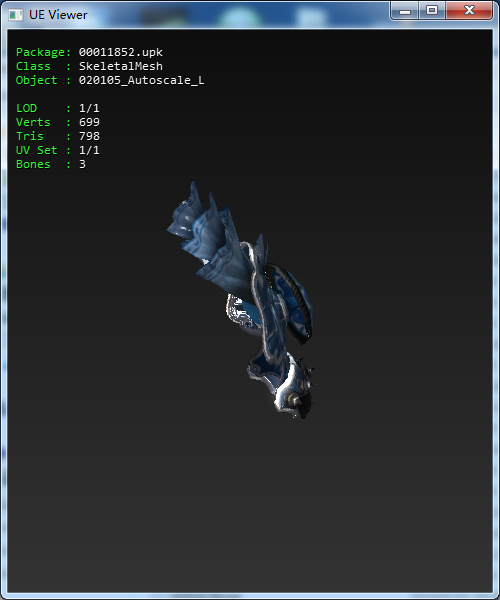 UE Viewer
Package: 00011852.upk
Class  : SkeletalMesh
Object : 020105_Autoscale_L
LOD    : 1/1
Verts  : 699
Tris   : 798
UV Set : 1/1
Bones  : 3